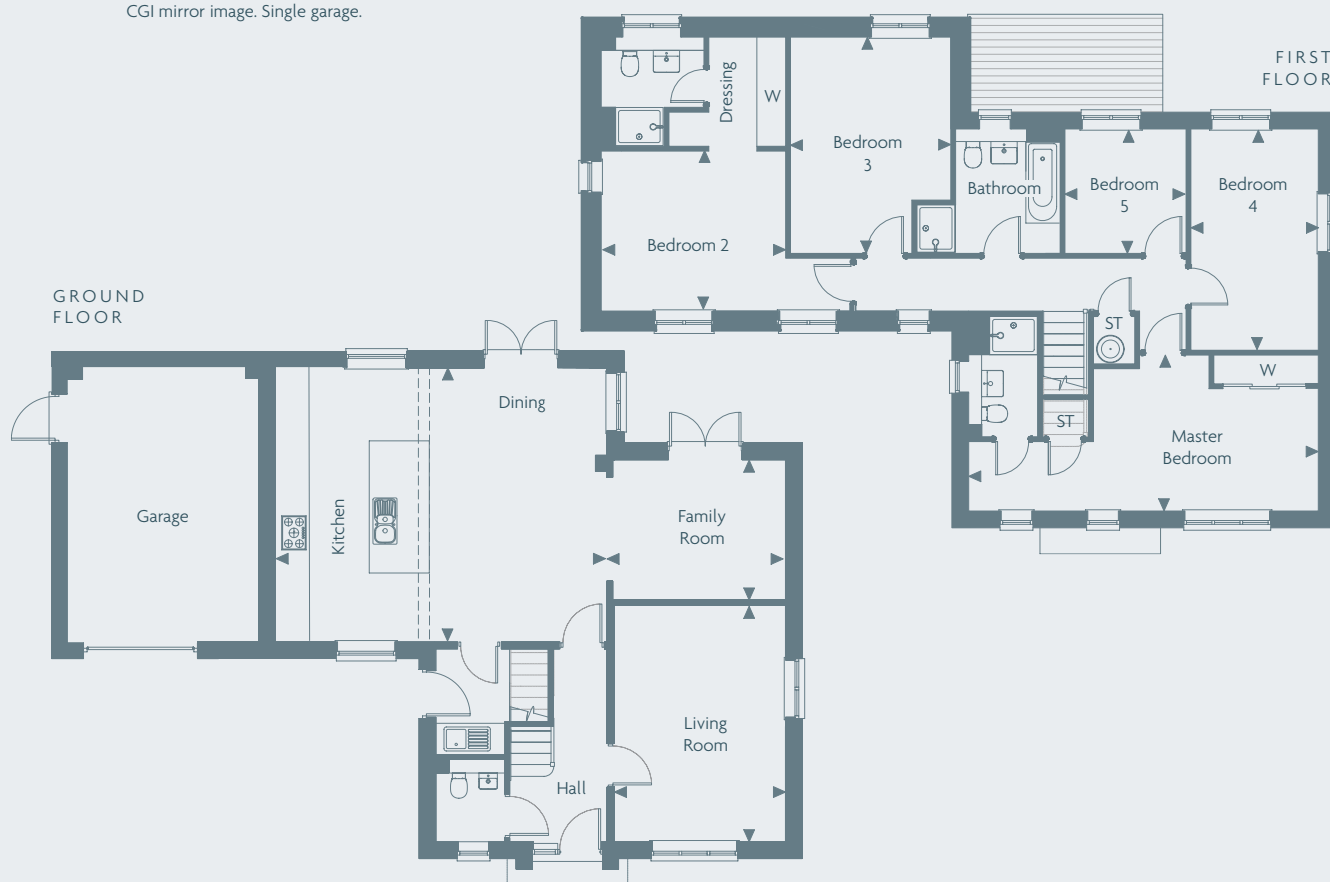 CGI mirror image. Single garage.
FIRST
FLOOR
Dressing
W
Bedroom
3
Bathroom
Bedroom
5
Bedroom
4
Bedroom 2
ST
W
ST
Master
Bedroom
GROUND
FLOOR
Dining
Garage
Kitchen
Family
Room
Living
Room
Hall